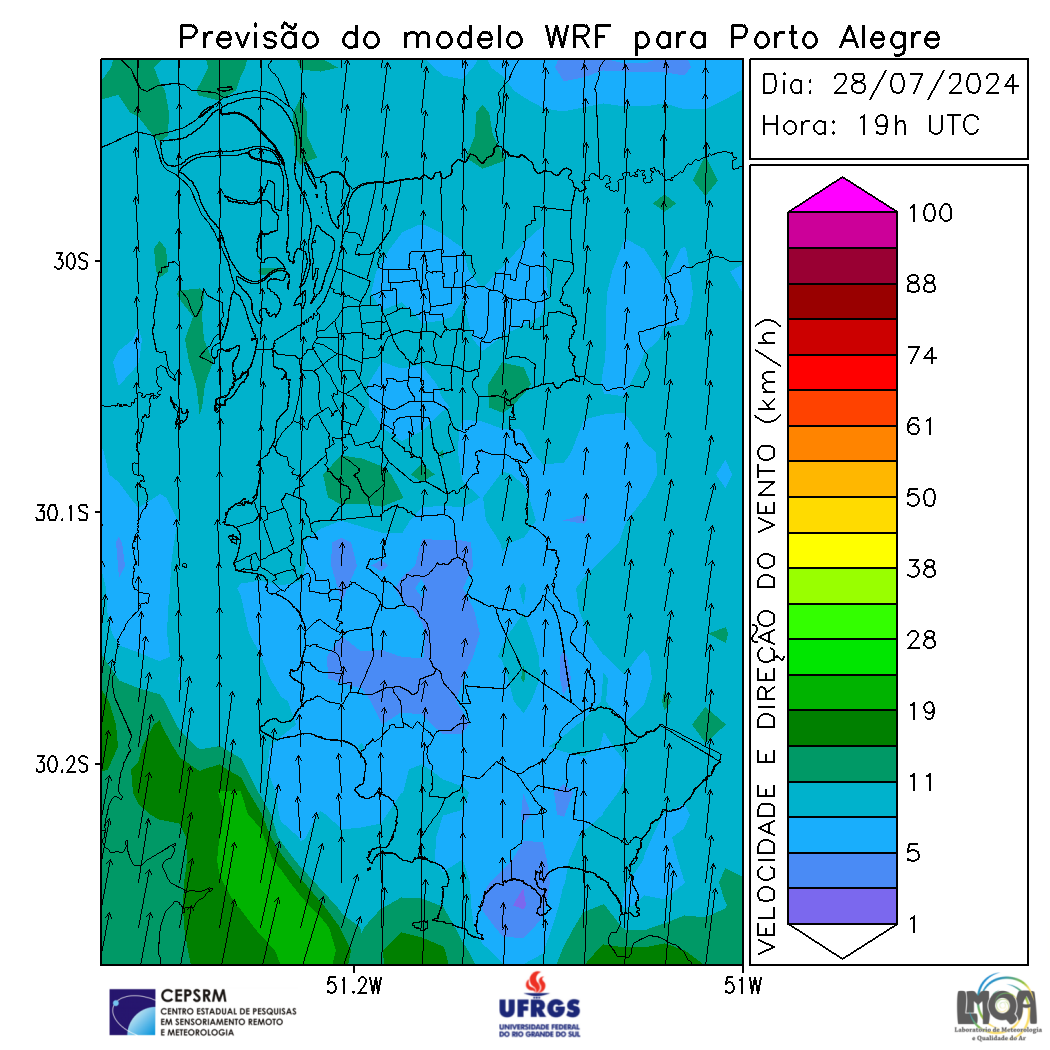 Previsão do modelo WRF para Porto Alegre
Dia: 28/07/2024
Hora: 19h UTC
30S
30.1S
30.2S
51.2W
51W
VELOCIDADE E DIREÇÃO DO VENTO (km/h)
100
88
74
61
50
38
28
19
11
5
1
CEPSRM
CENTRO ESTADUAL DE PESQUISAS
EM SENSORIAMENTO REMOTO
E METEOROLOGIA
UFRGS
UNIVERSIDADE FEDERAL
DO RIO GRANDE DO SUL
LMQA
Laboratório de Meteorologia
e Qualidade do Ar